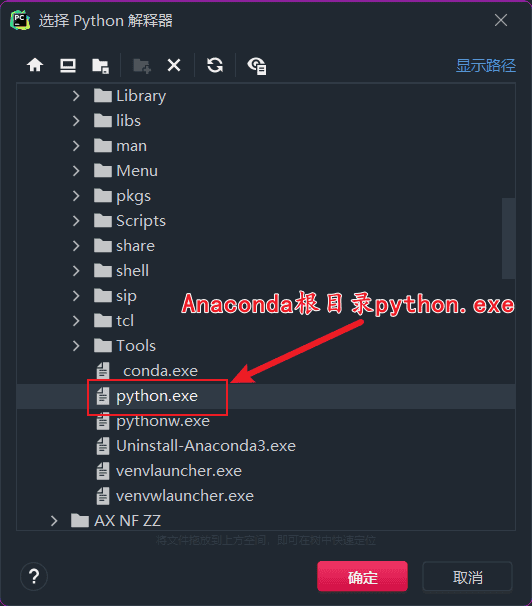 PC
选择 Python 解释器
显示路径
Library
libs
man
Menu
pkgs
Scripts
share
shell
sip
tcl
Tools
_conda.exe
python.exe
pythonw.exe
Uninstall-Anaconda3.exe
venvlauncher.exe
venvwlauncher.exe
AX NF ZZ
Anaconda根目录python.exe
将文件拖放到上方空间，即可在树中快速定位
?
确定
取消